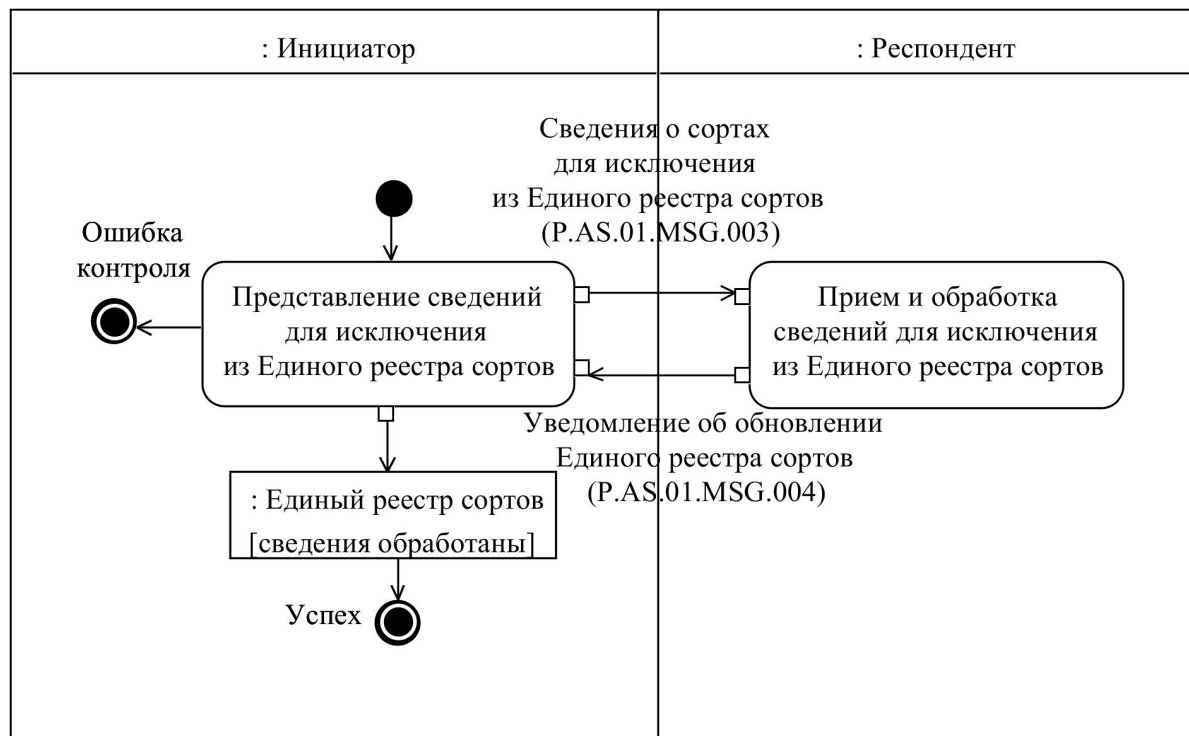 : Инициатор
: Респондент
Сведения о сортах
для исключения
из Единого реестра сортов
(P.AS.01.MSG.003)
Ошибка
контроля
Представление сведений
для исключения
из Единого реестра сортов
Прием и обработка
сведений для исключения
из Единого реестра сортов
Уведомление об обновлении
Единого реестра сортов
(P.AS.01.MSG.004)
: Единый реестр сортов
[сведения обработаны]
Успех